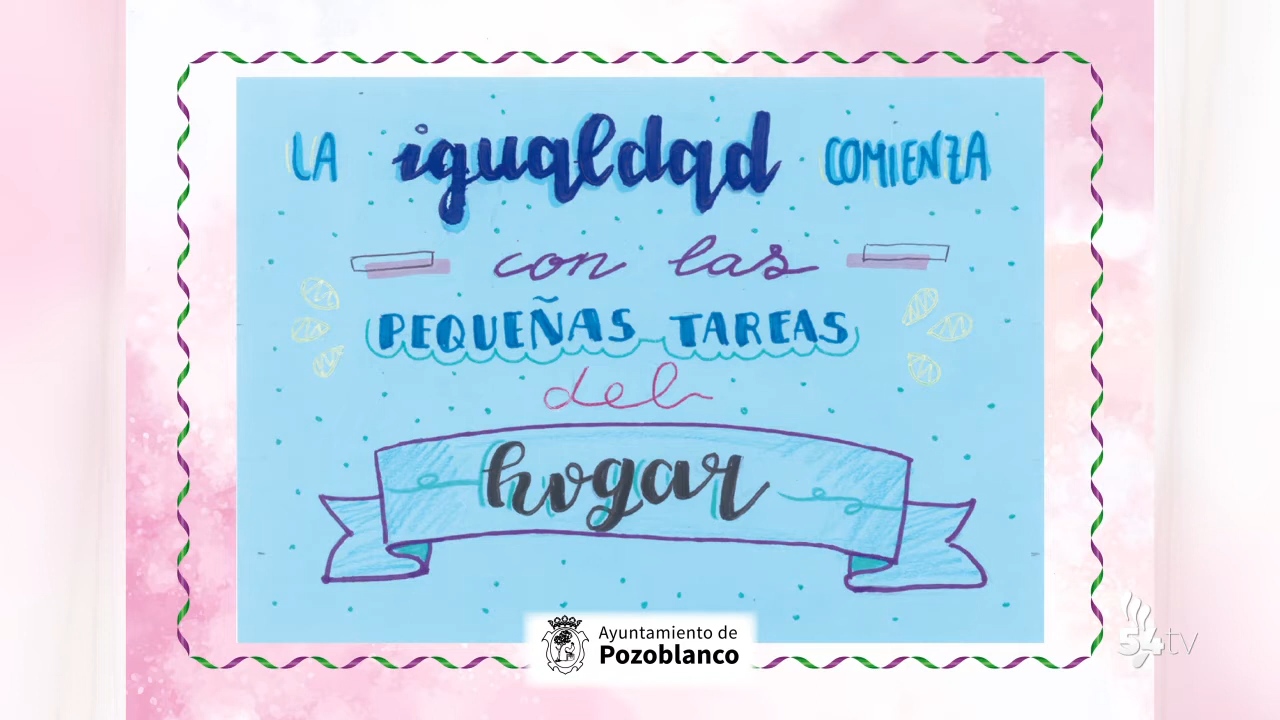 LA igualdad COMIENZA
con las
PEQUEÑAS TAREAS
del
hogar
Ayuntamiento de
Pozoblanco
54tv